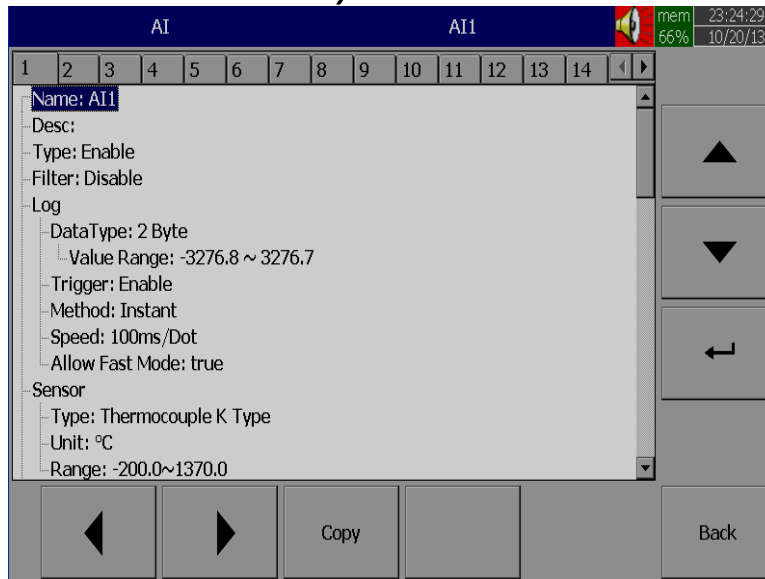 AI AI1 mem 23:24:29
66% 10/20/13
1 2 3 4 5 6 7 8 9 10 11 12 13 14
Name: AI1
Desc:
Type: Enable
Filter: Disable
Log
DataType: 2 Byte
Value Range: -3276.8 ~ 3276.7
Trigger: Enable
Method: Instant
Speed: 100ms/Dot
Allow Fast Mode: true
Sensor
Type: Thermocouple K Type
Unit: °C
Range: -200.0~1370.0
Copy Back